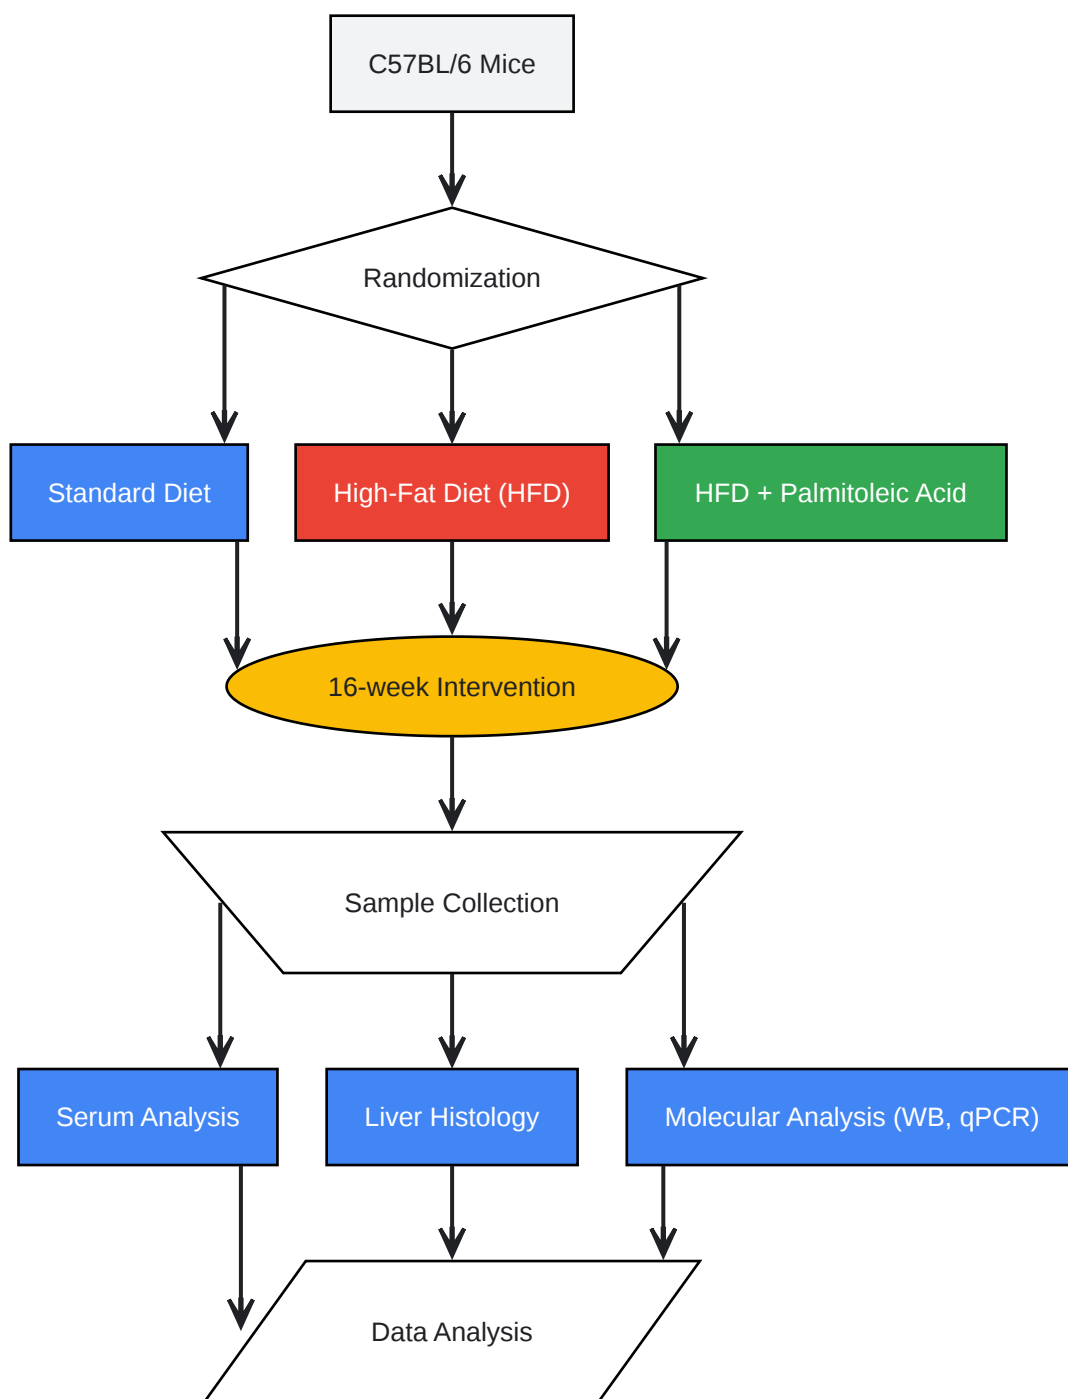 C57BL/6 Mice
Randomization
Standard Diet
High-Fat Diet (HFD)
HFD + Palmitoleic Acid
16-week Intervention
Sample Collection
Serum Analysis
Liver Histology
Molecular Analysis (WB, qPCR)
Data Analysis